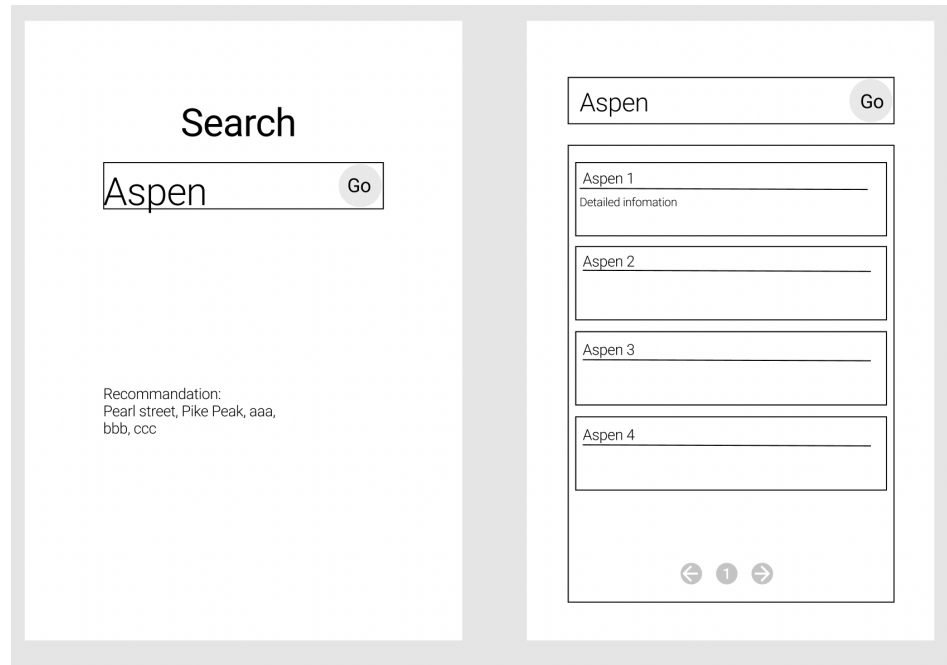 Search
Aspen
Go
Recommandation:
Pearl street, Pike Peak, aaa,
bbb, ccc
Aspen
Go
Aspen 1
Detailed infomation
Aspen 2
Aspen 3
Aspen 4
1